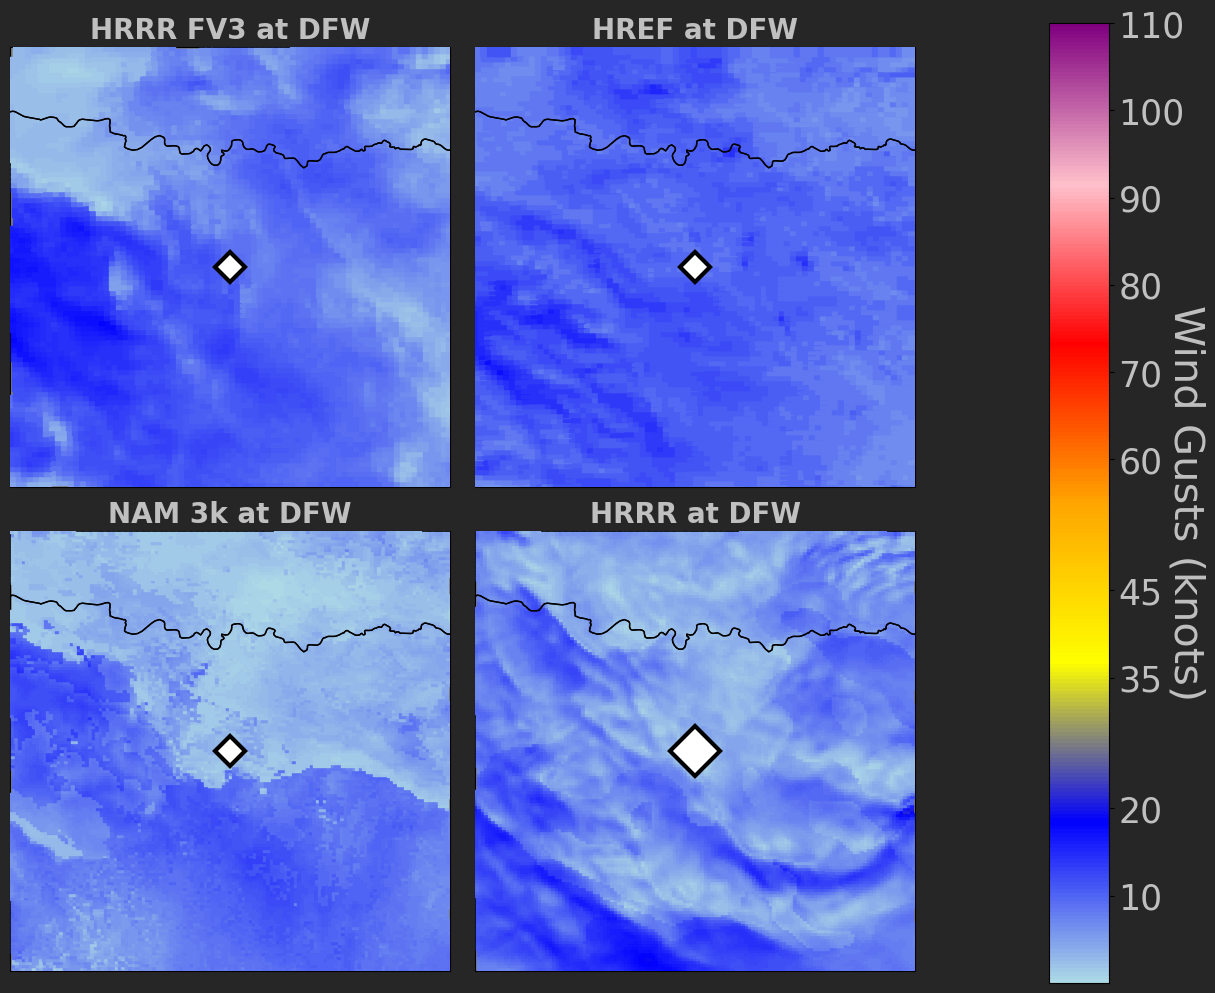 HRRR FV3 at DFW
HREF at DFW
NAM 3k at DFW
HRRR at DFW
110
100
90
80
70
60
45
35
20
10
Wind Gusts (knots)